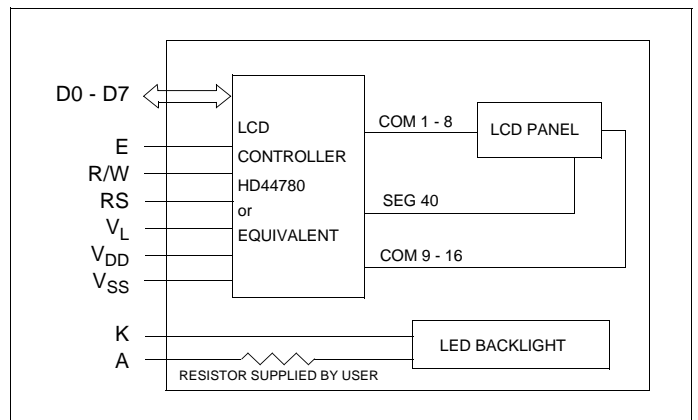 D0 - D7
E
R/W
RS
VL
VDD
VSS
K
A
LCD
CONTROLLER
HD44780
or
EQUIVALENT
COM 1 - 8
LCD PANEL
SEG 40
COM 9 - 16
LED BACKLIGHT
RESISTOR SUPPLIED BY USER